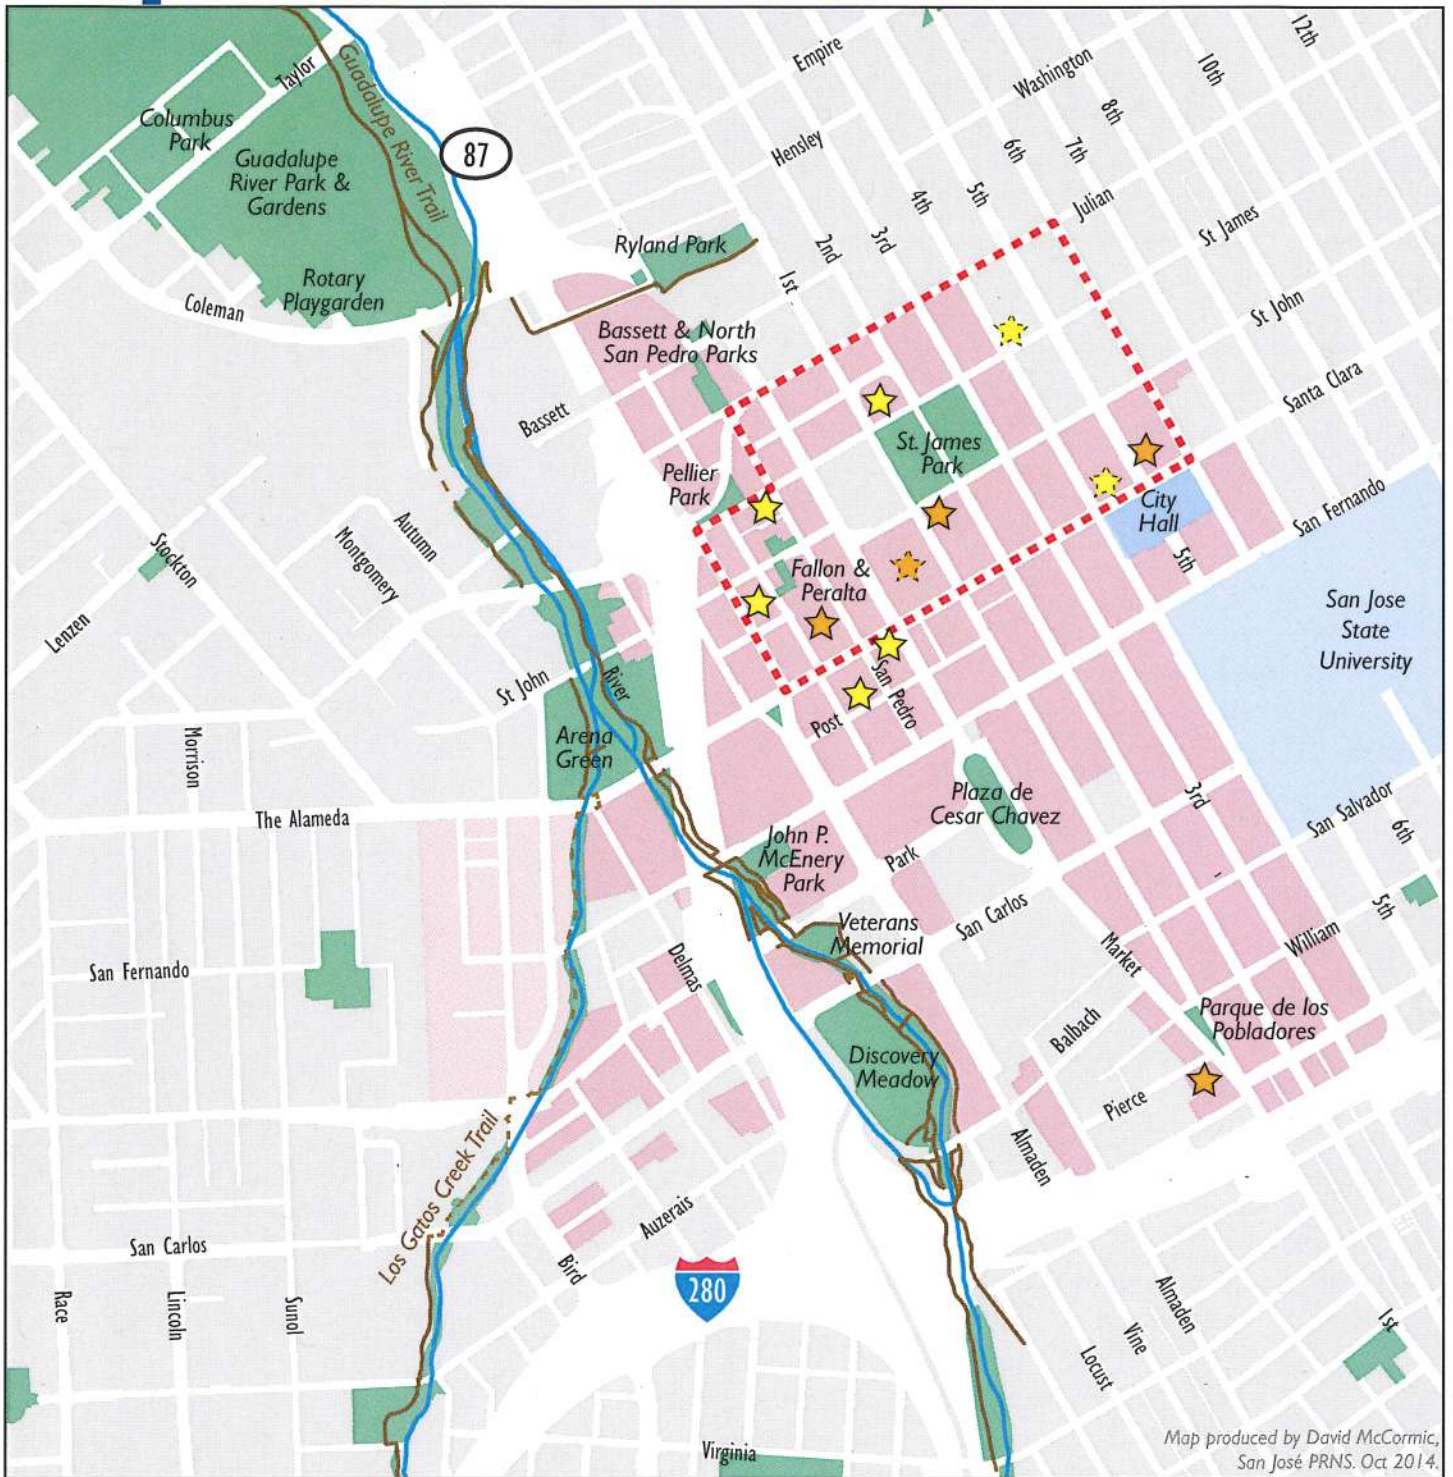 Empire
12th
Washington
10th
Taylor
Guadalupe River Trail
8th
Columbus
Park
87
Hensley
7th
6th
Guadalupe
River Park &
Gardens
5th
4th
Julian
3rd
2nd
St James
Ryland Park
1st
Rotary
Playgarden
Coleman
St John
Bassett & North
San Pedro Parks
Santa Clara
Bassett
St. James
Park
Pellier
Park
City
Hall
San Fernando
Autumn
Montgomery
Stockton
5th
Fallon &
Peralta
San Jose
State
University
Lenzen
River
St John
San Pedro
Post
Arena
Green
Morrison
The Alameda
Plaza de
Cesar Chavez
3rd
San Salvador
6th
John P.
McEnery
Park
Park
5th
San Carlos
William
Veterans
Memorial
Market
Delmas
San Fernando
Parque de los
Pobladores
Balbach
Discovery
Meadow
Pierce
Almaden
Los Gatos Creek Trail
Auzerais
San Carlos
Bird
280
Race
Lincoln
Sunol
Almaden
Vine
1st
Locust
Virginia
Map produced by David McCormic,
San José PRNS. Oct 2014.